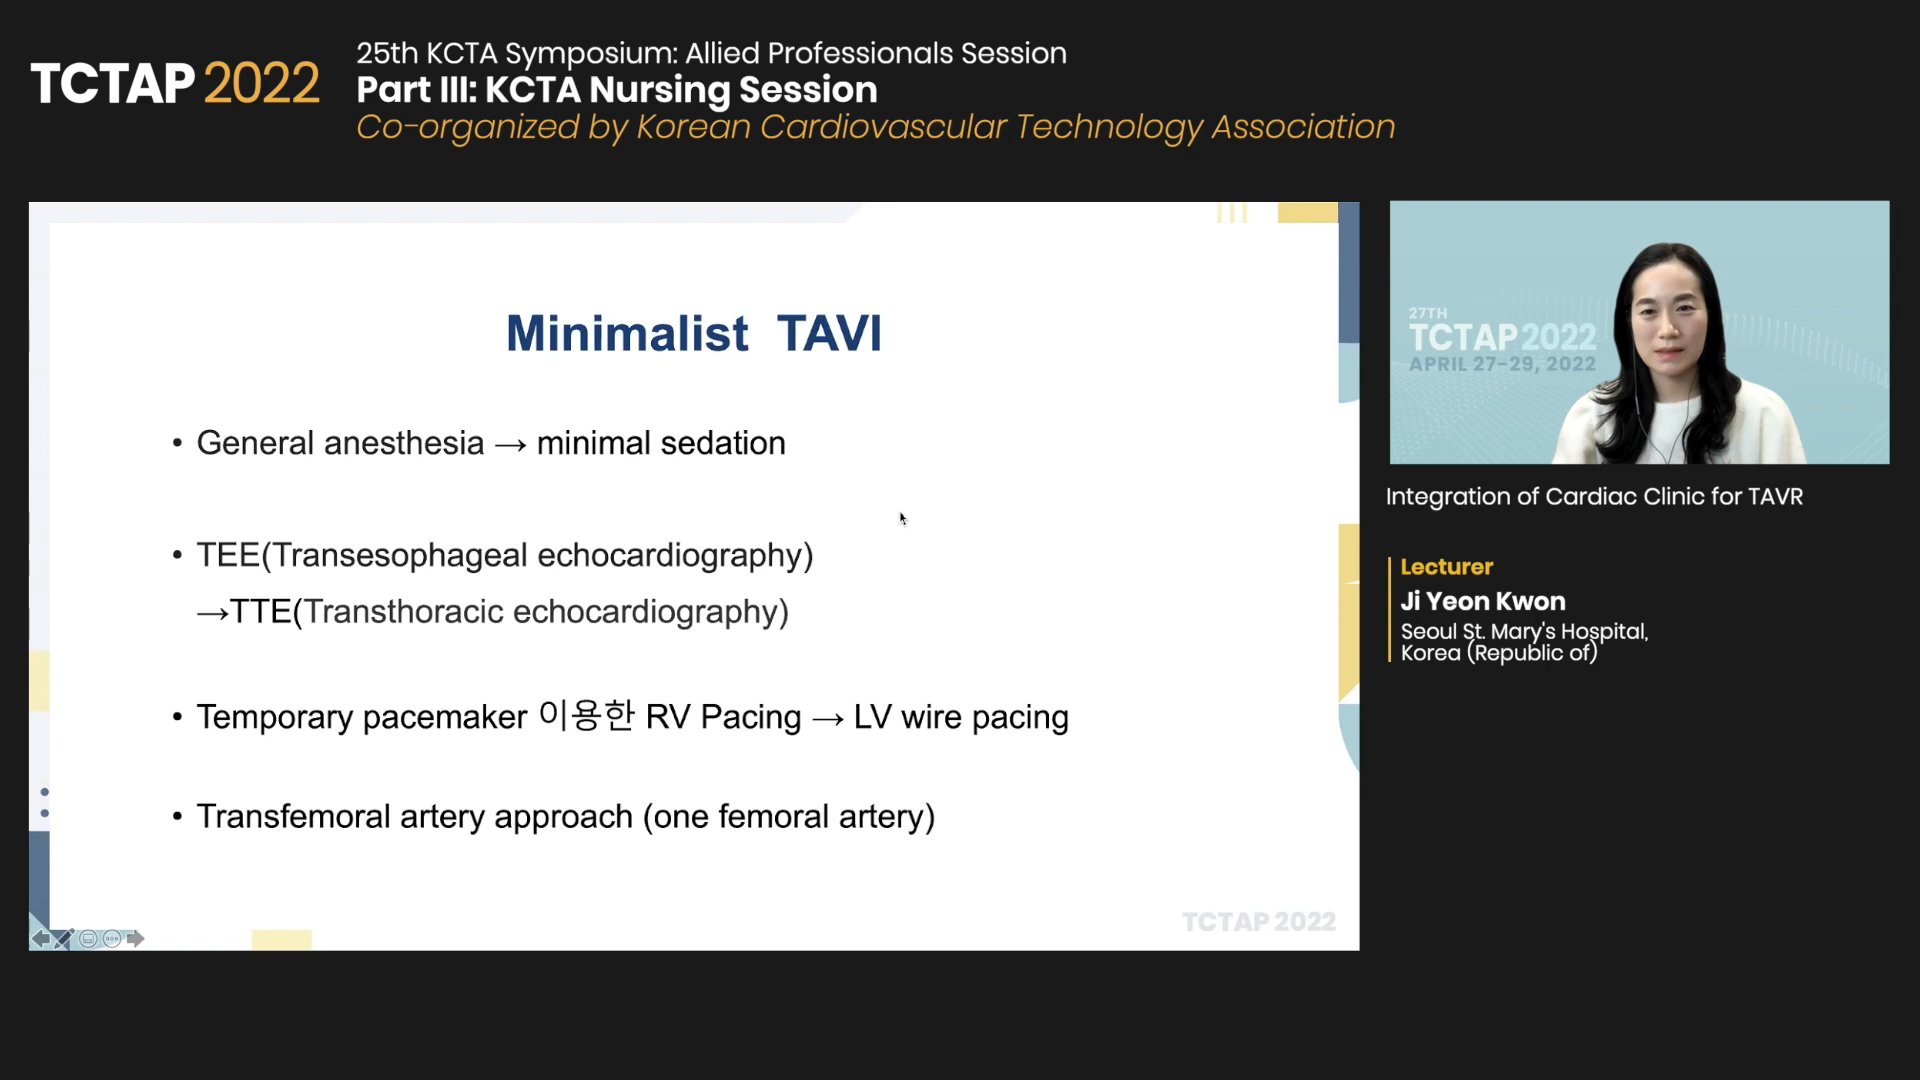 TCTAP 2022
25th KCTA Symposium: Allied Professionals Session
Part III: KCTA Nursing Session
Co-organized by Korean Cardiovascular Technology Association
Minimalist TAVI
• General anesthesia → minimal sedation
• TEE(Transesophageal echocardiography)
→TTE(Transthoracic echocardiography)
• Temporary pacemaker 이용한 RV Pacing → LV wire pacing
• Transfemoral artery approach (one femoral artery)
TCTAP 2022
27TH
TCTAP 2022
APRIL 27-29, 2022
Integration of Cardiac Clinic for TAVR
Lecturer
Ji Yeon Kwon
Seoul St. Mary's Hospital,
Korea (Republic of)